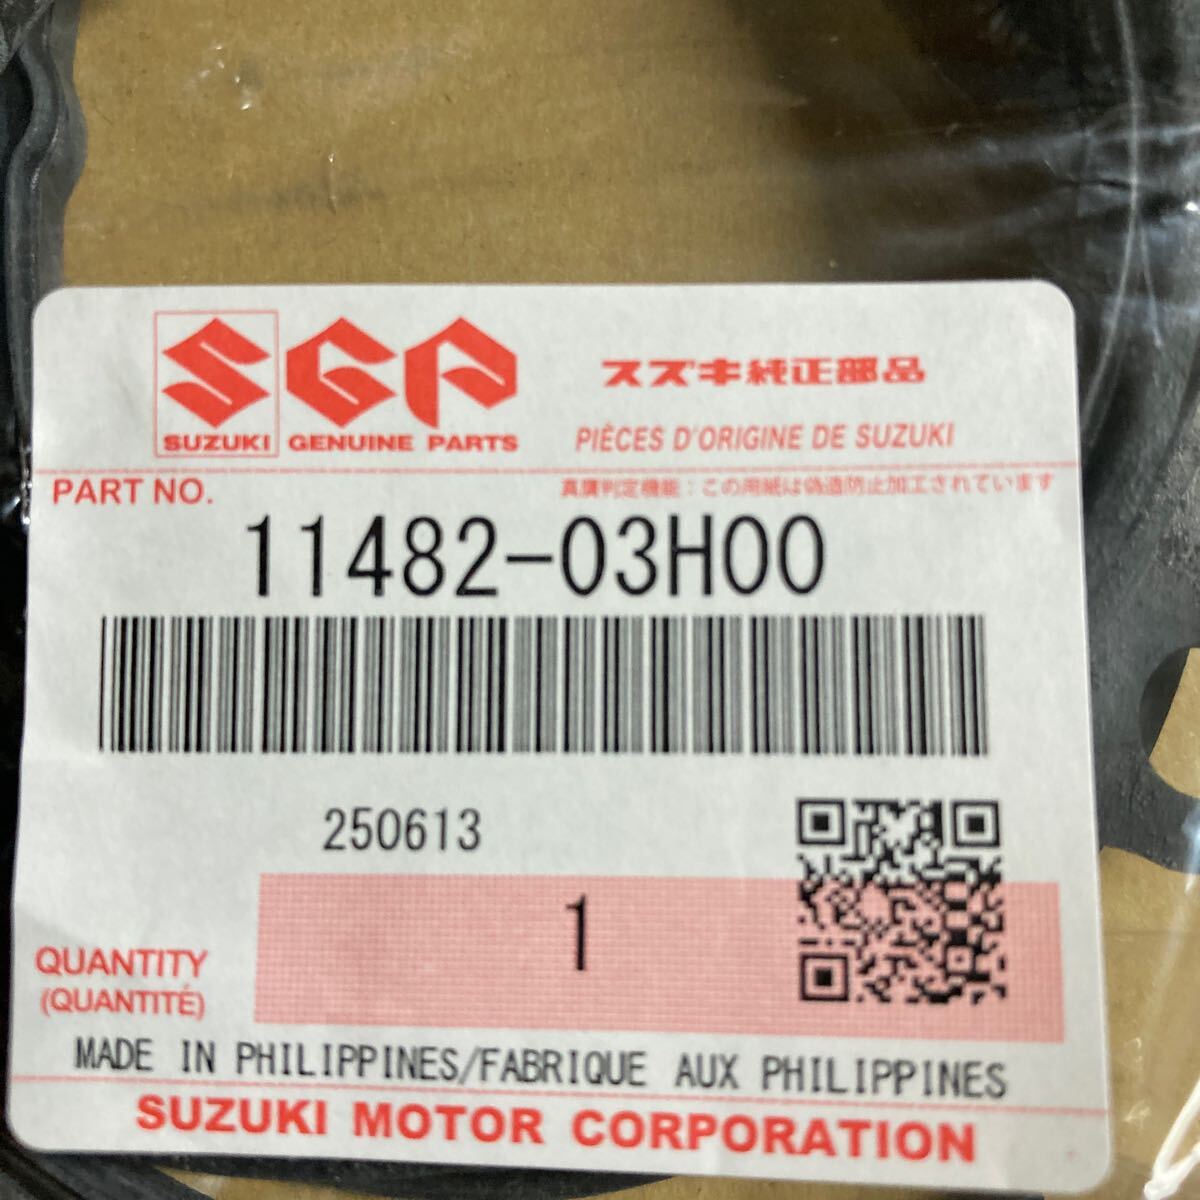 SGP
スズキ純正部品
SUZUKI GENUINE PARTS
PIÈCES D'ORIGINE DE SUZUKI
PART NO.
真贋判定機能：この用紙は偽造防止加工されています
11482-03H00
250613
1
QUANTITY
(QUANTITÉ)
MADE IN PHILIPPINES/FABRIQUE AUX PHILIPPINES
SUZUKI MOTOR CORPORATION